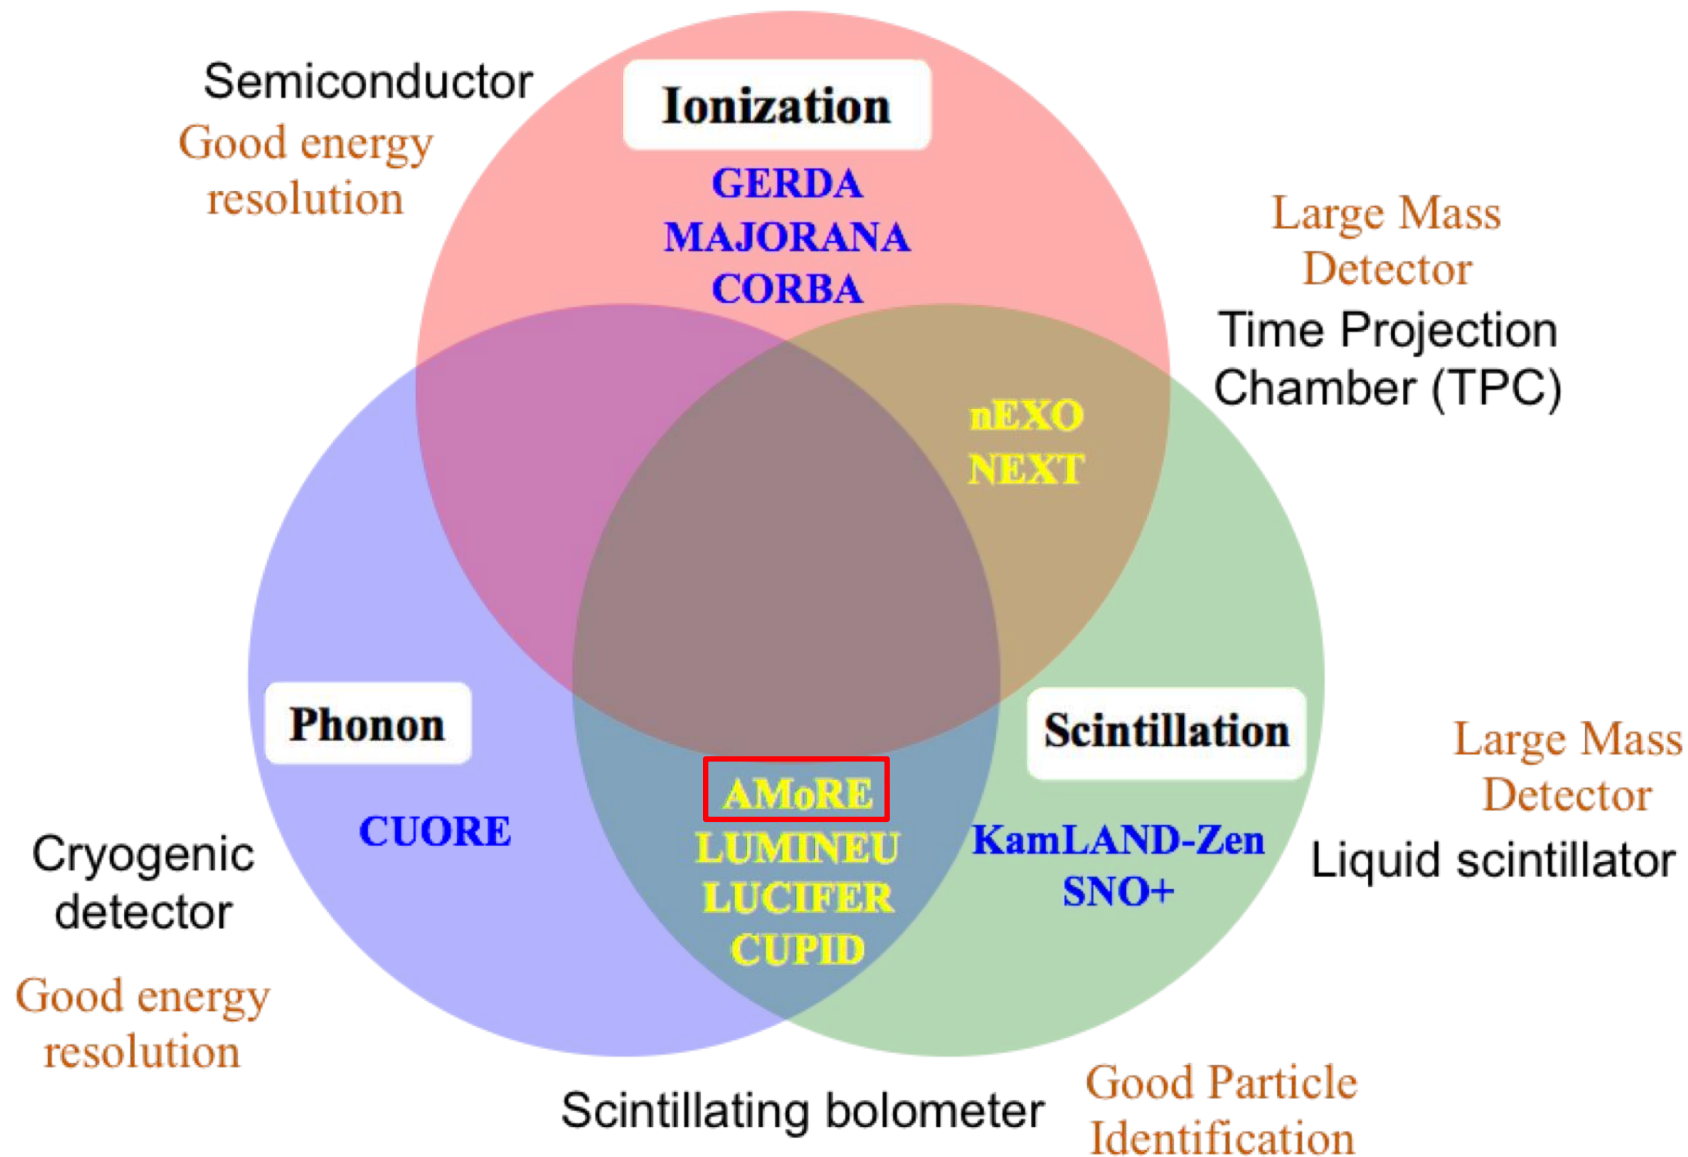 Semiconductor
Good energy
resolution
Ionization
GERDA
MAJORANA
CORBA
Large Mass
Detector
Time Projection
Chamber (TPC)
nEXO
NEXT
Phonon
CUORE
Cryogenic
detector
Good energy
resolution
AMoRE
LUMINEU
LUCIFER
CUPID
Scintillating bolometer
Good Particle
Identification
Scintillation
KamLAND-Zen
SNO+
Large Mass
Detector
Liquid scintillator